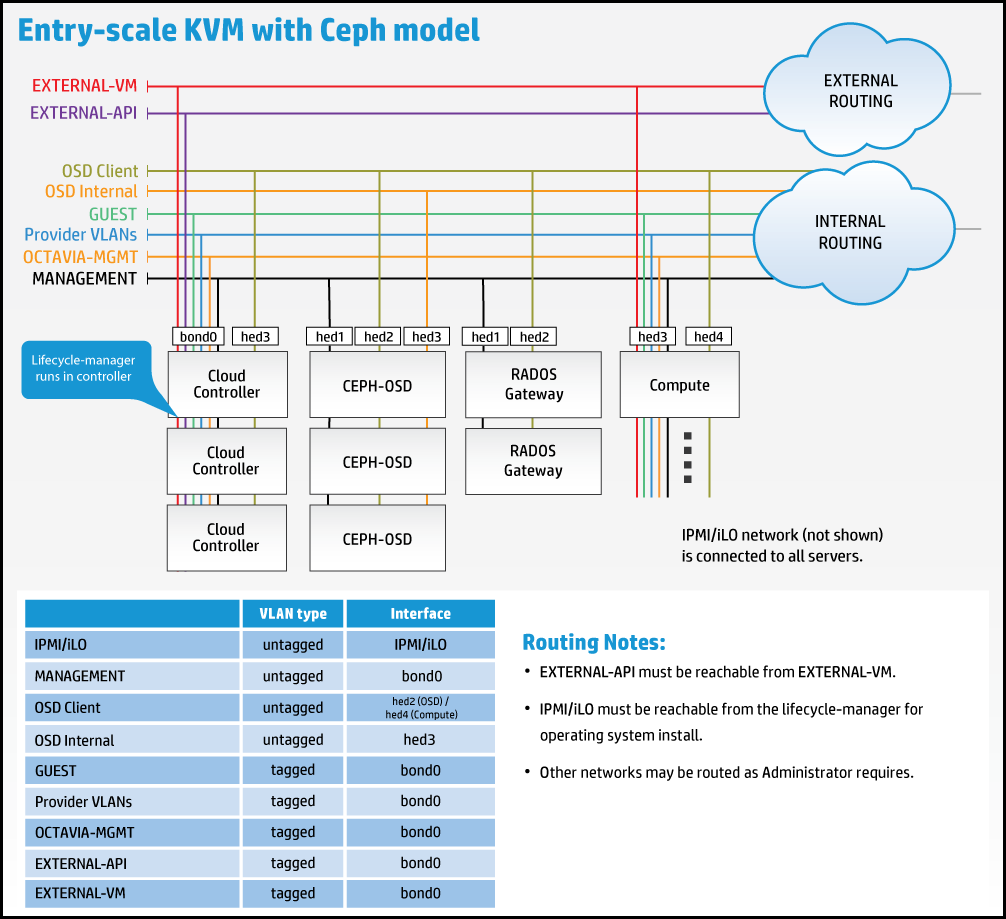 Entry-scale KVM with Ceph model
EXTERNAL-VM
EXTERNAL-API
EXTERNAL
ROUTING
OSD Client
OSD Internal
GUEST
Provider VLANs
OCTAVIA-MGMT
MANAGEMENT
INTERNAL
ROUTING
bond0
hed3
hed1
hed2
hed3
hed1
hed2
hed3
hed4
Lifecycle-manager
runs in controller
Cloud
Controller
CEPH-OSD
RADOS
Gateway
Compute
Cloud
Controller
CEPH-OSD
RADOS
Gateway
Cloud
Controller
CEPH-OSD
IPMI/iLO network (not shown)
is connected to all servers.
VLAN type Interface
IPMI/iLO untagged IPMI/iLO
MANAGEMENT untagged bond0
OSD Client untagged hed2 (OSD) /
hed4 (Compute)
OSD Internal untagged hed3
GUEST tagged bond0
Provider VLANs tagged bond0
OCTAVIA-MGMT tagged bond0
EXTERNAL-API tagged bond0
EXTERNAL-VM tagged bond0
Routing Notes:
• EXTERNAL-API must be reachable from EXTERNAL-VM.
• IPMI/iLO must be reachable from the lifecycle-manager for
operating system install.
• Other networks may be routed as Administrator requires.